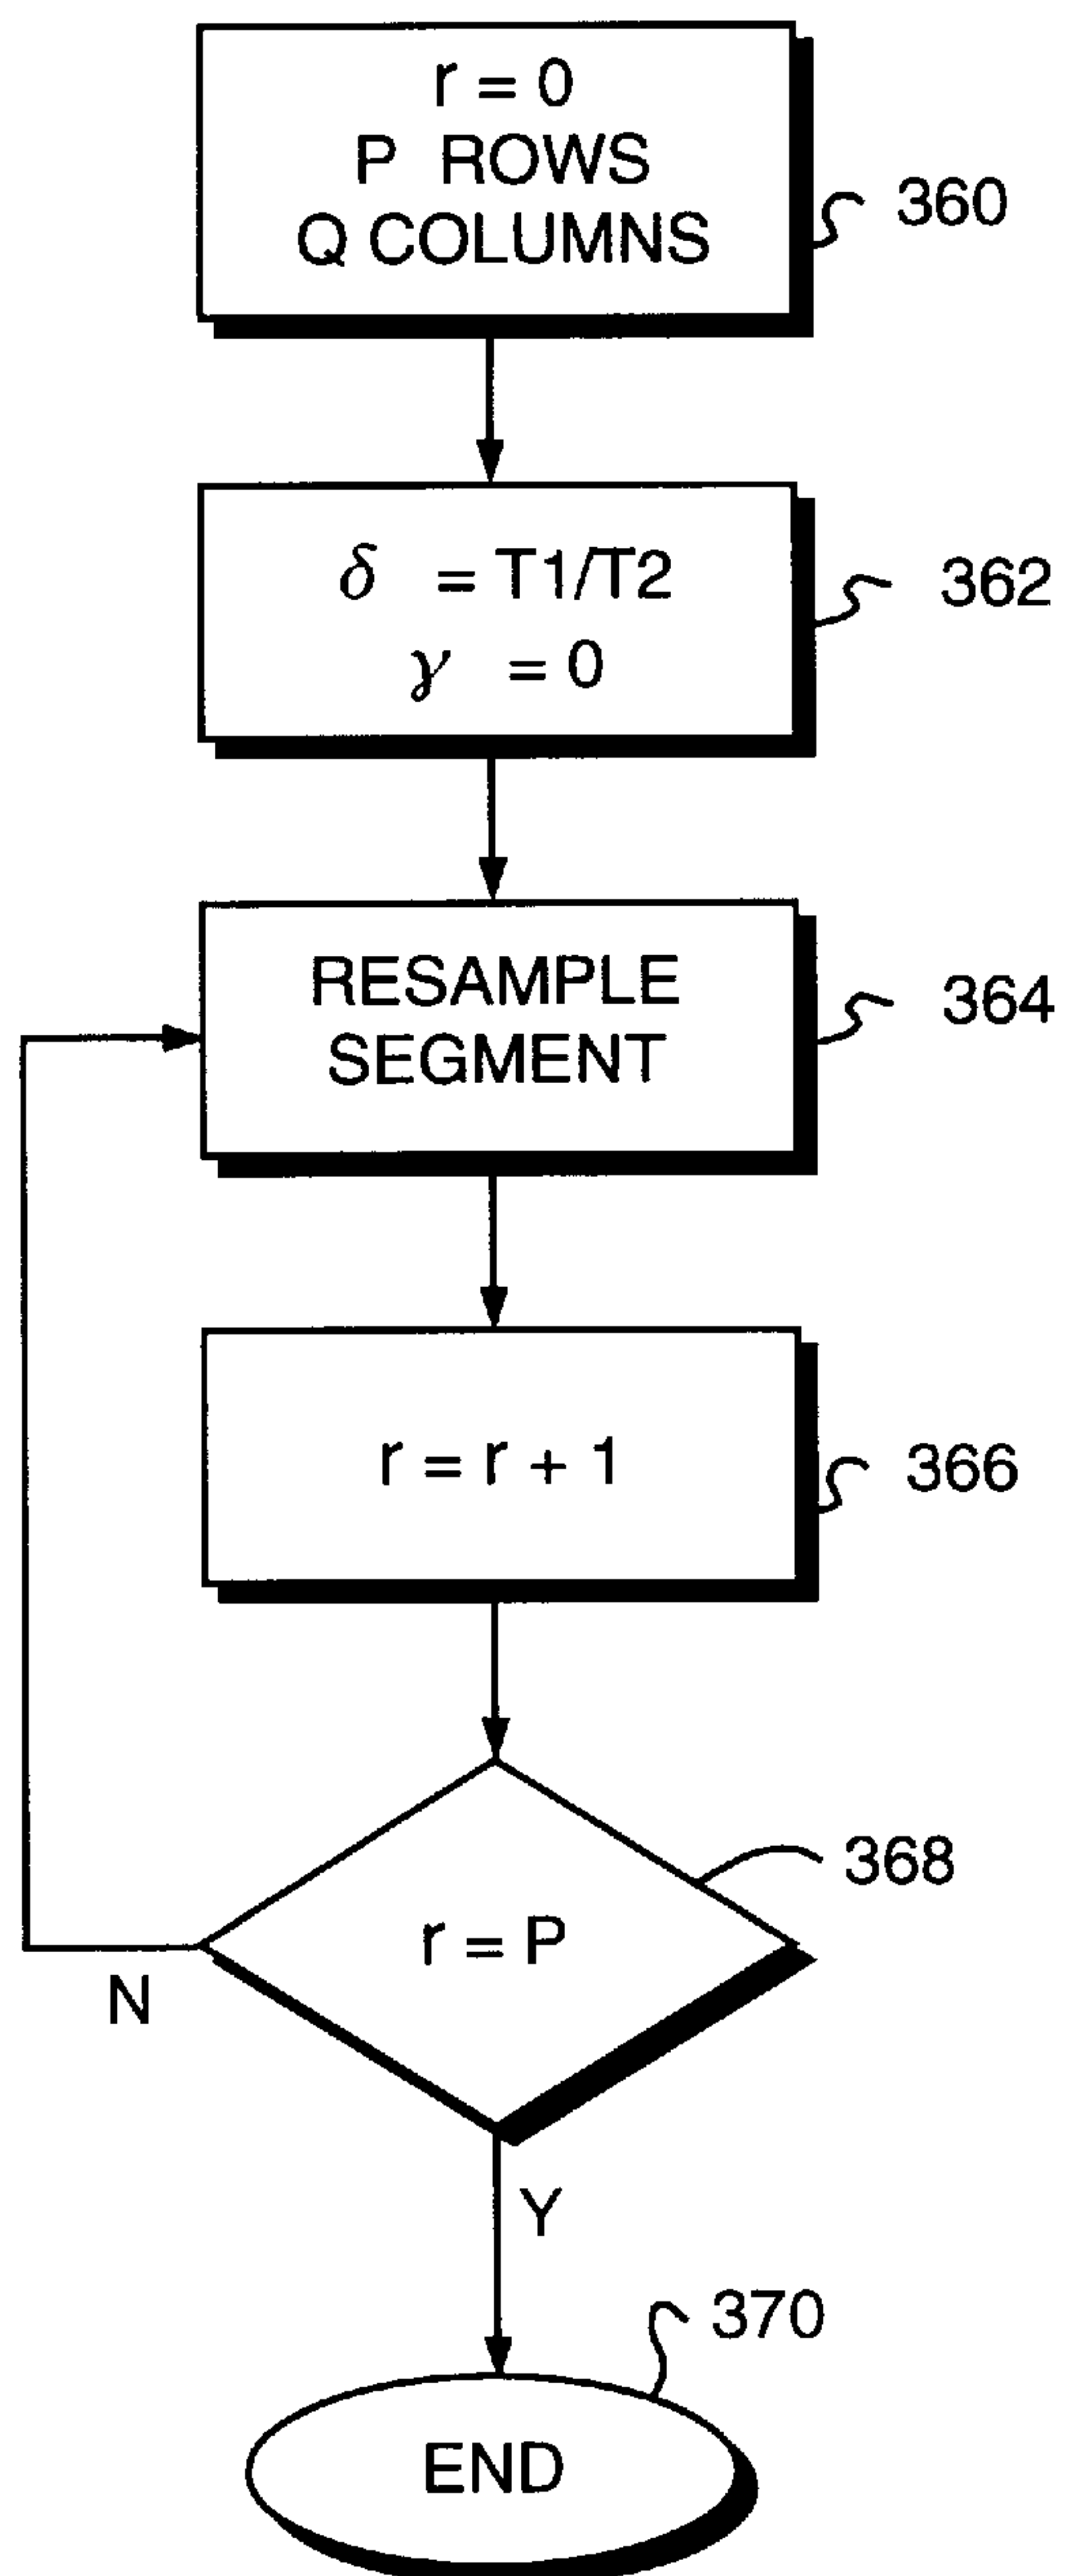 r = 0
P ROWS
Q COLUMNS
360
δ = T1/T2
γ = 0
362
RESAMPLE
SEGMENT
364
r = r + 1
366
368
r = P
N
Y
370
END